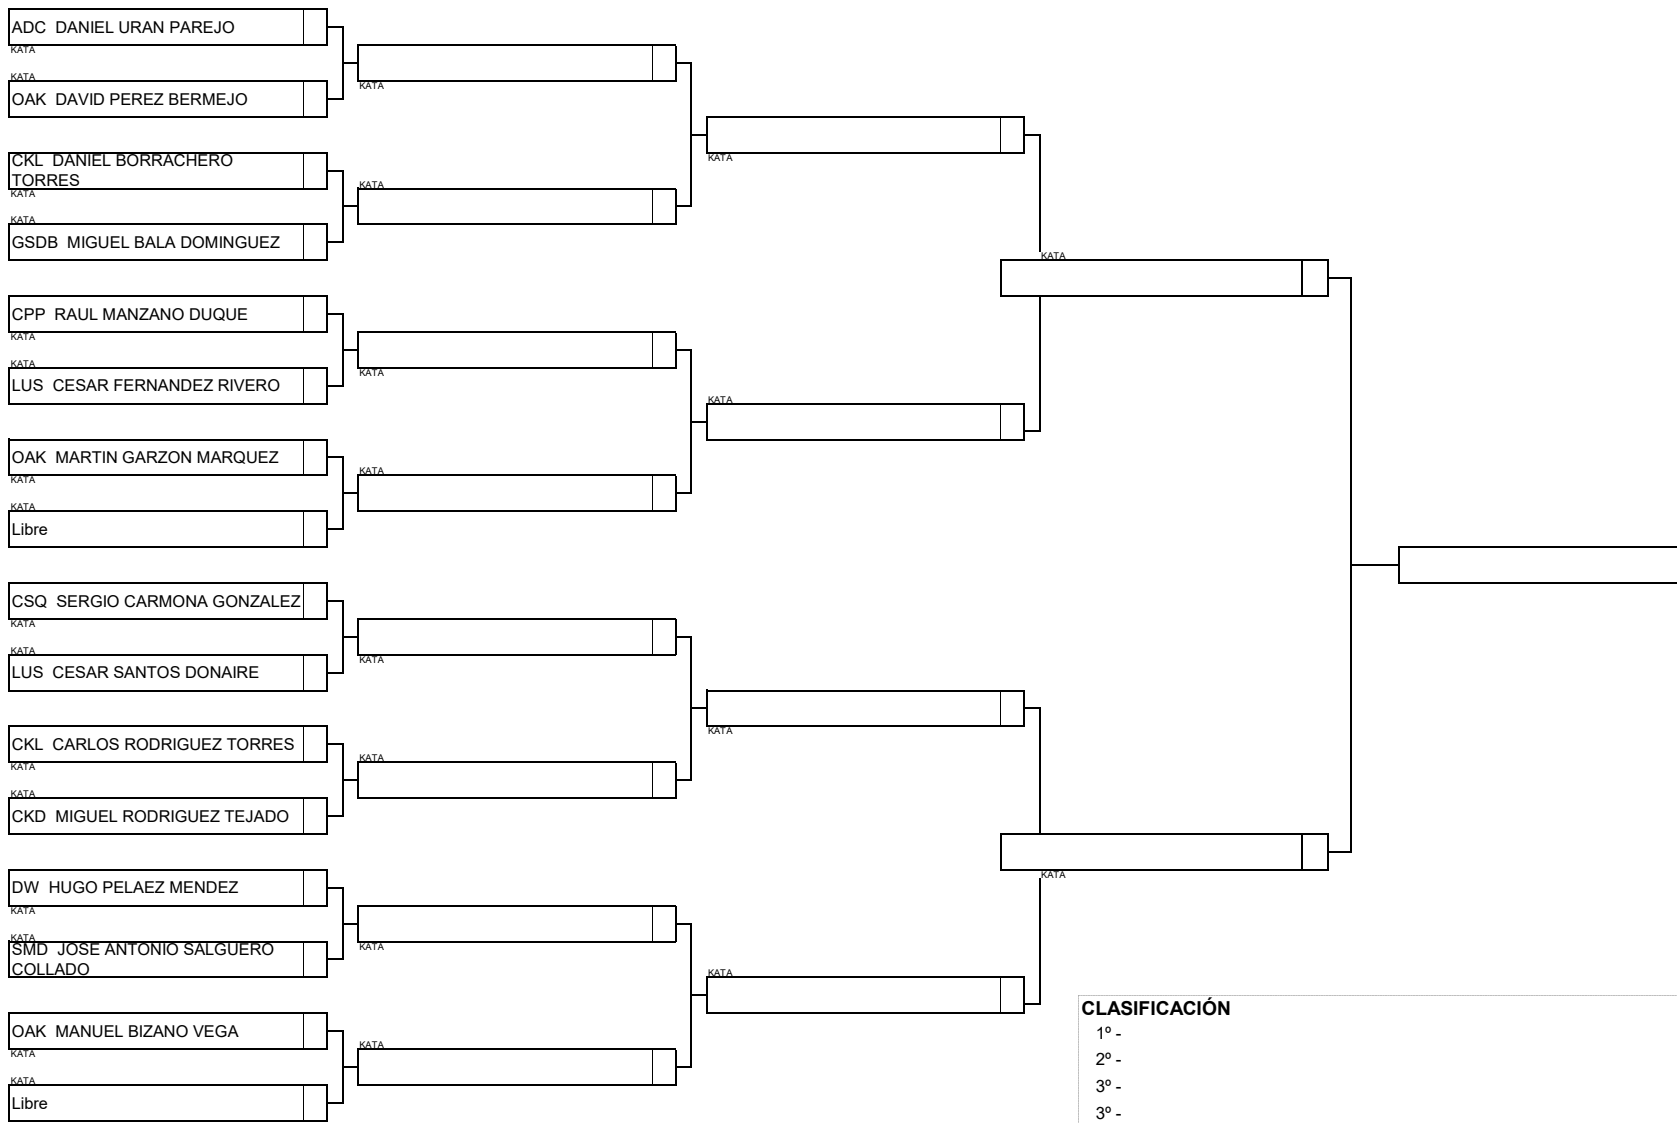 ADC DANIEL URAN PAREJO
KATA
KATA
OAK DAVID PEREZ BERMEJO
CKL DANIEL BORRACHERO
TORRES
KATA
KATA
GSDB MIGUEL BALA DOMINGUEZ
CPP RAUL MANZANO DUQUE
KATA
KATA
LUS CESAR FERNANDEZ RIVERO
OAK MARTIN GARZON MARQUEZ
KATA
KATA
Libre
CSQ SERGIO CARMONA GONZALEZ
KATA
KATA
LUS CESAR SANTOS DONAIRE
CKL CARLOS RODRIGUEZ TORRES
KATA
KATA
CKD MIGUEL RODRIGUEZ TEJADO
DW HUGO PELAEZ MENDEZ
KATA
KATA
SMD JOSE ANTONIO SALGUERO
COLLADO
OAK MANUEL BIZANO VEGA
KATA
KATA
Libre
KATA
KATA
KATA
KATA
KATA
KATA
KATA
KATA
KATA
KATA
KATA
KATA
KATA
KATA
CLASIFICACIÓN
1º -
2º -
3º -
3º -